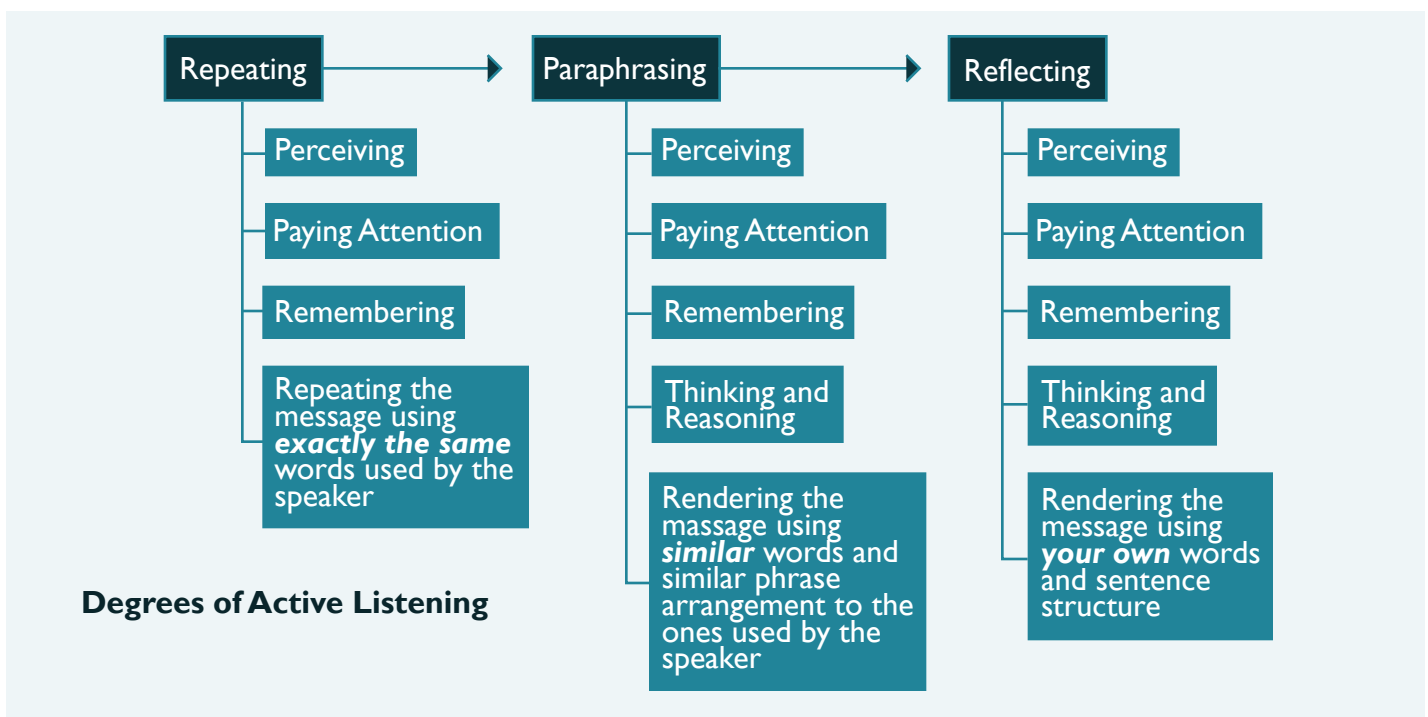 Repeating
Perceiving
Paying Attention
Remembering
Repeating the
message using
exactly the same
words used by the
speaker
Paraphrasing
Perceiving
Paying Attention
Remembering
Thinking and
Reasoning
Rendering the
massage using
similar words and
similar phrase
arrangement to the
ones used by the
speaker
Reflecting
Perceiving
Paying Attention
Remembering
Thinking and
Reasoning
Rendering the
message using
your own words
and sentence
structure
Degrees of Active Listening